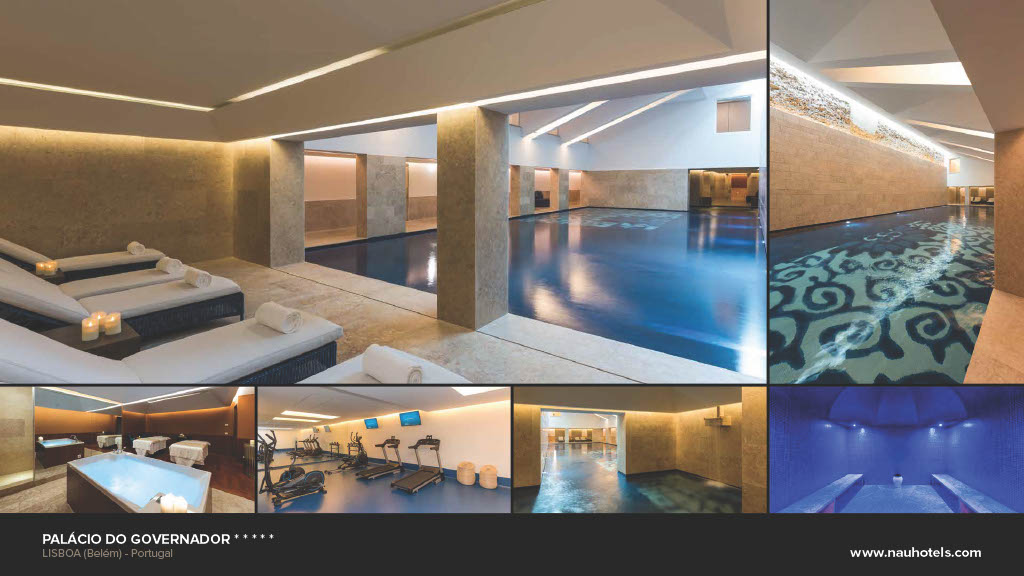 PALÁCIO DO GOVERNADOR * * * * *
LISBOA (Belém) - Portugal
www.nauhotels.com